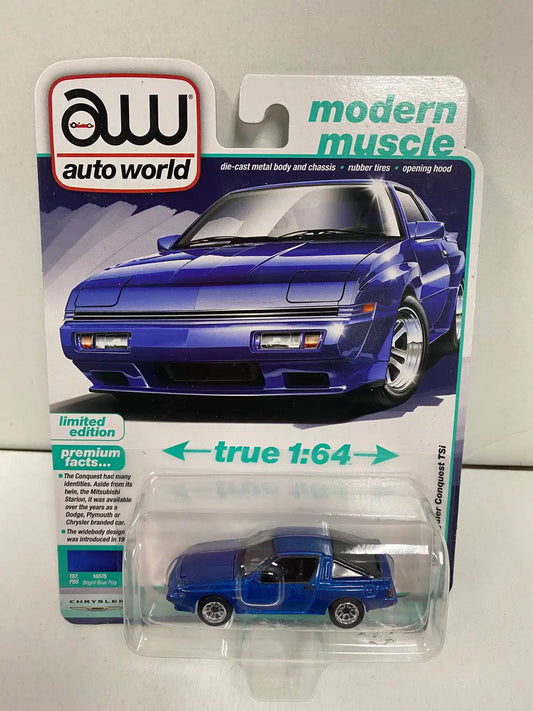 aw®
auto world
modern
muscle
die-cast metal body and chassis • rubber tires • opening hood
limited
edition
true 1:64
premium
facts...
• The Conquest had many
identities. Aside from its
twin, the Mitsubishi
Starion, it was available
over the years as a
Dodge, Plymouth or
Chrysler branded car.
• The widebody design
was introduced in 19
Conquest TSi
Bright Blue Poly
CHRYSLER